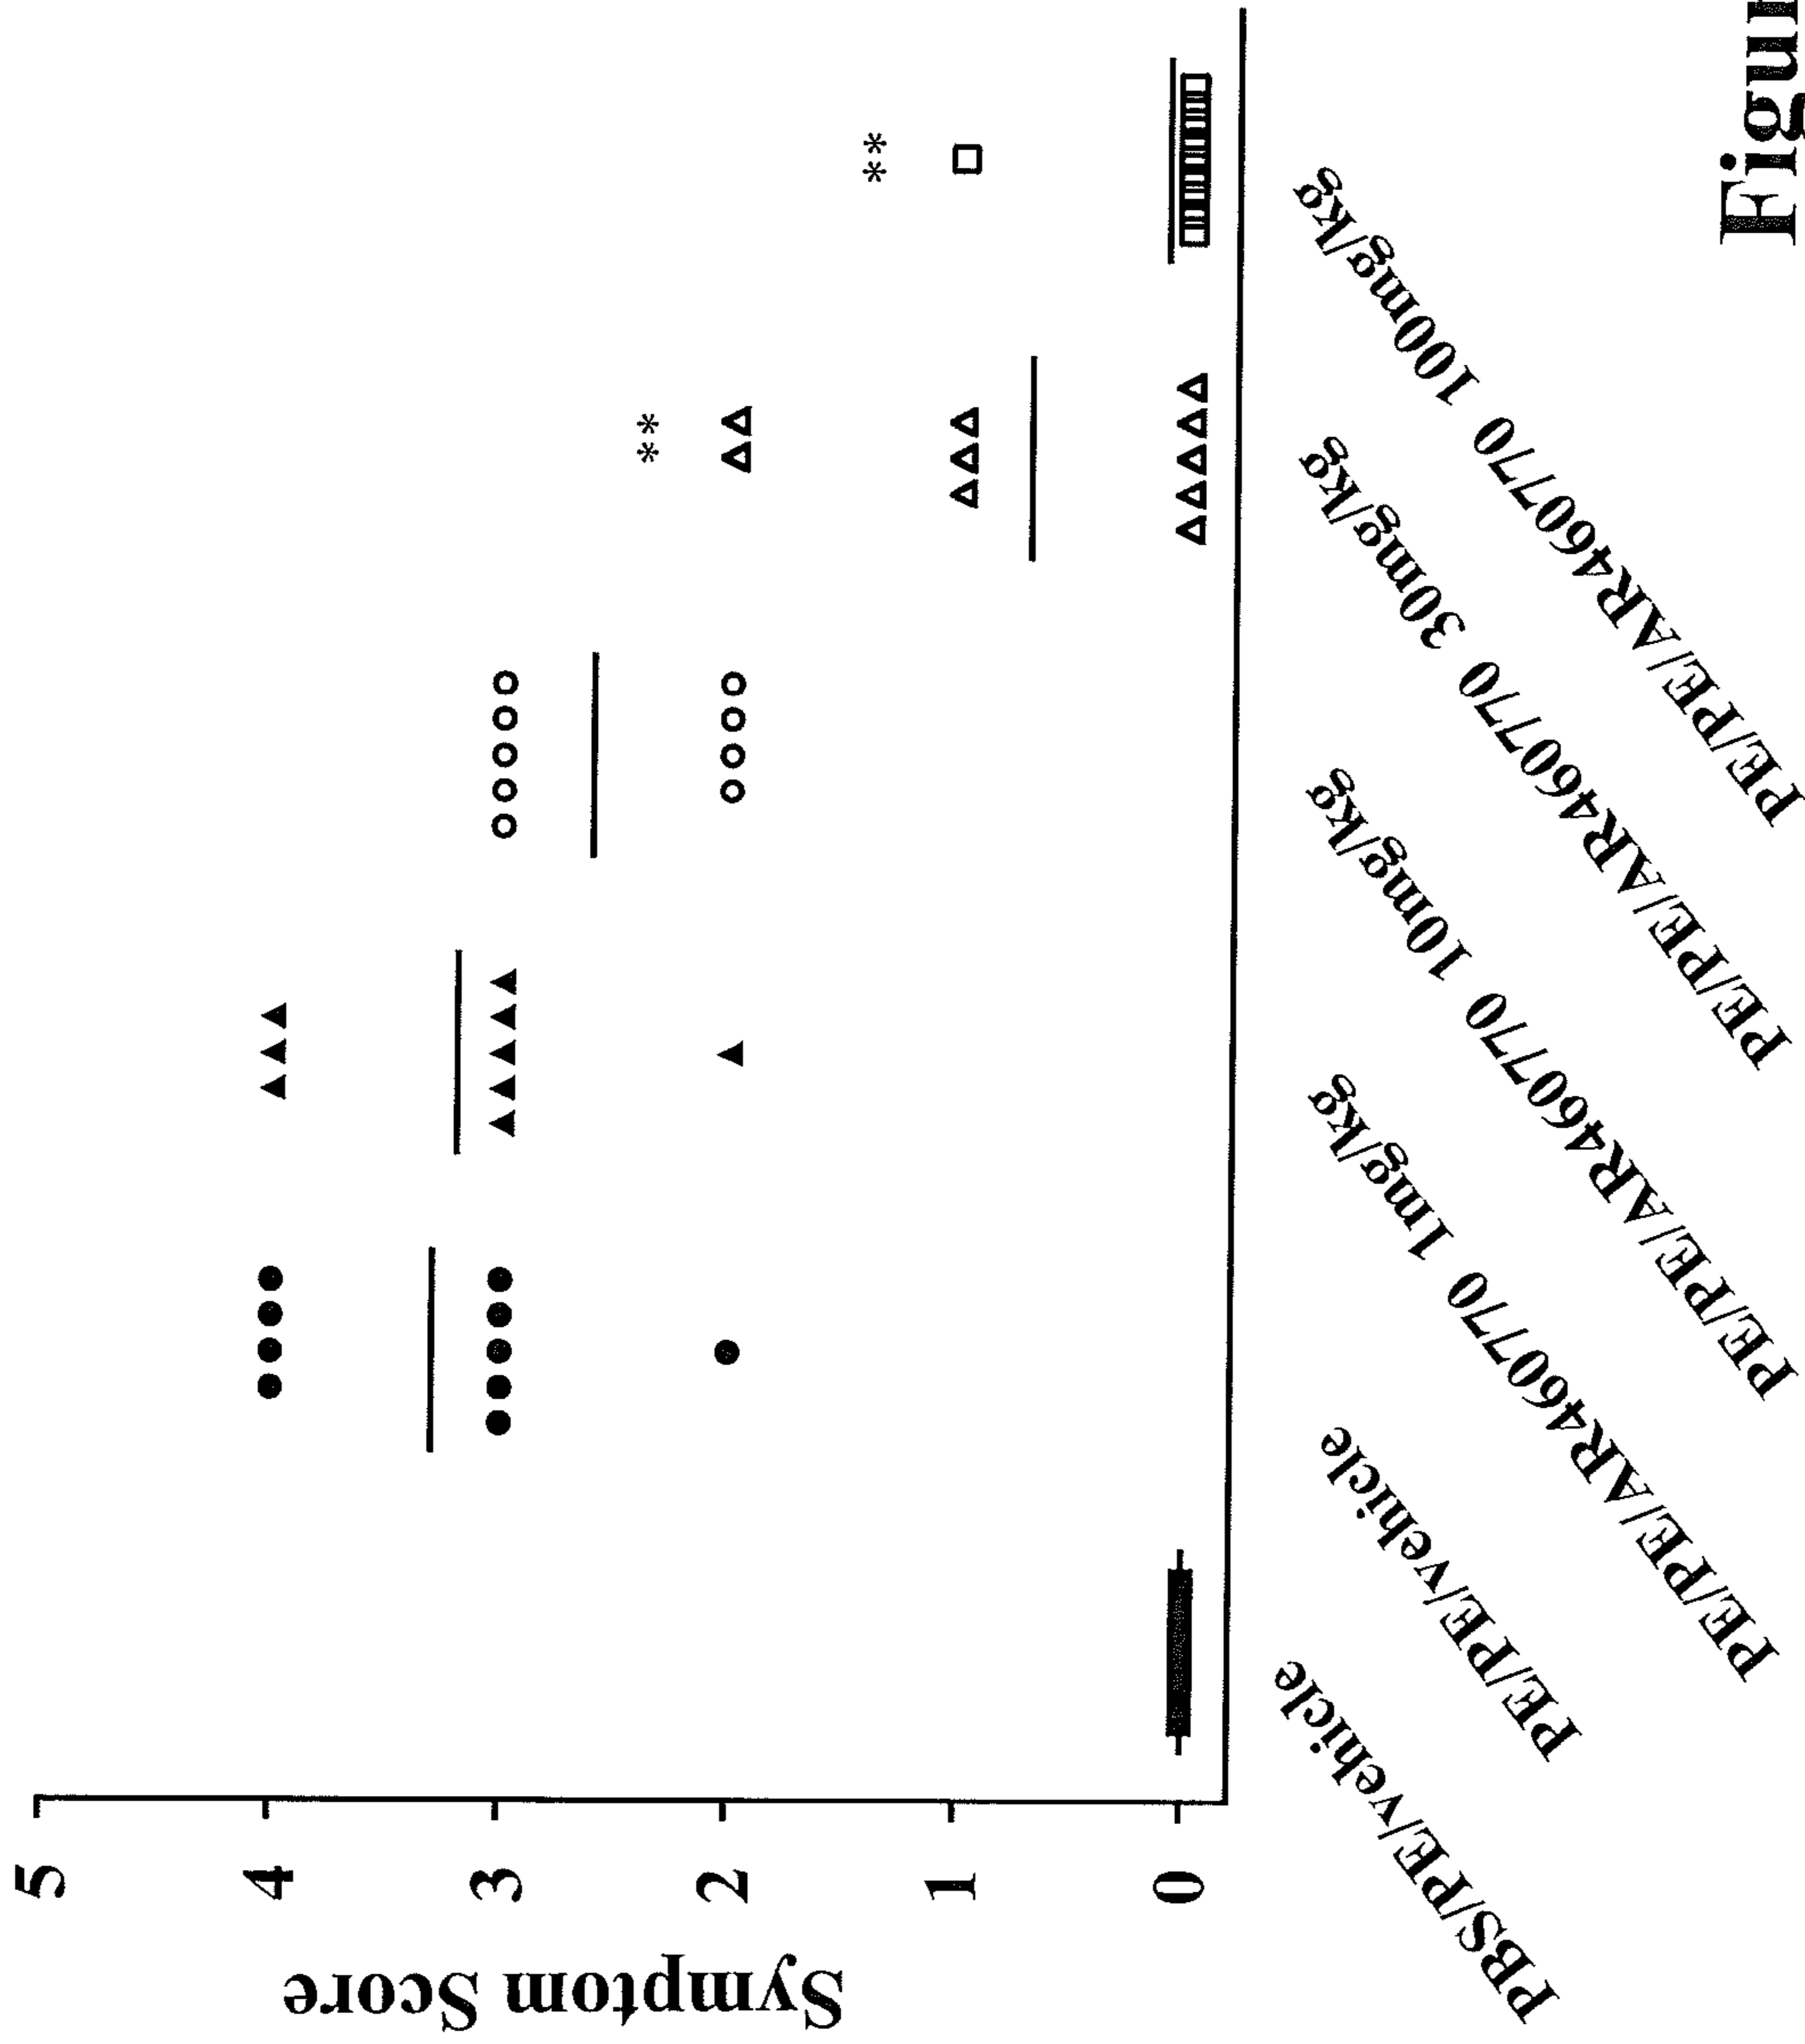 Symptom Score
5
4
3
2
1
0
**
**
PBS/PE/vehicle
PE/PE/vehicle
PE/PE/AR460770 1mg/kg
PE/PE/AR460770 10mg/kg
PE/PE/AR460770 30mg/kg
PE/PE/AR460770 100mg/kg